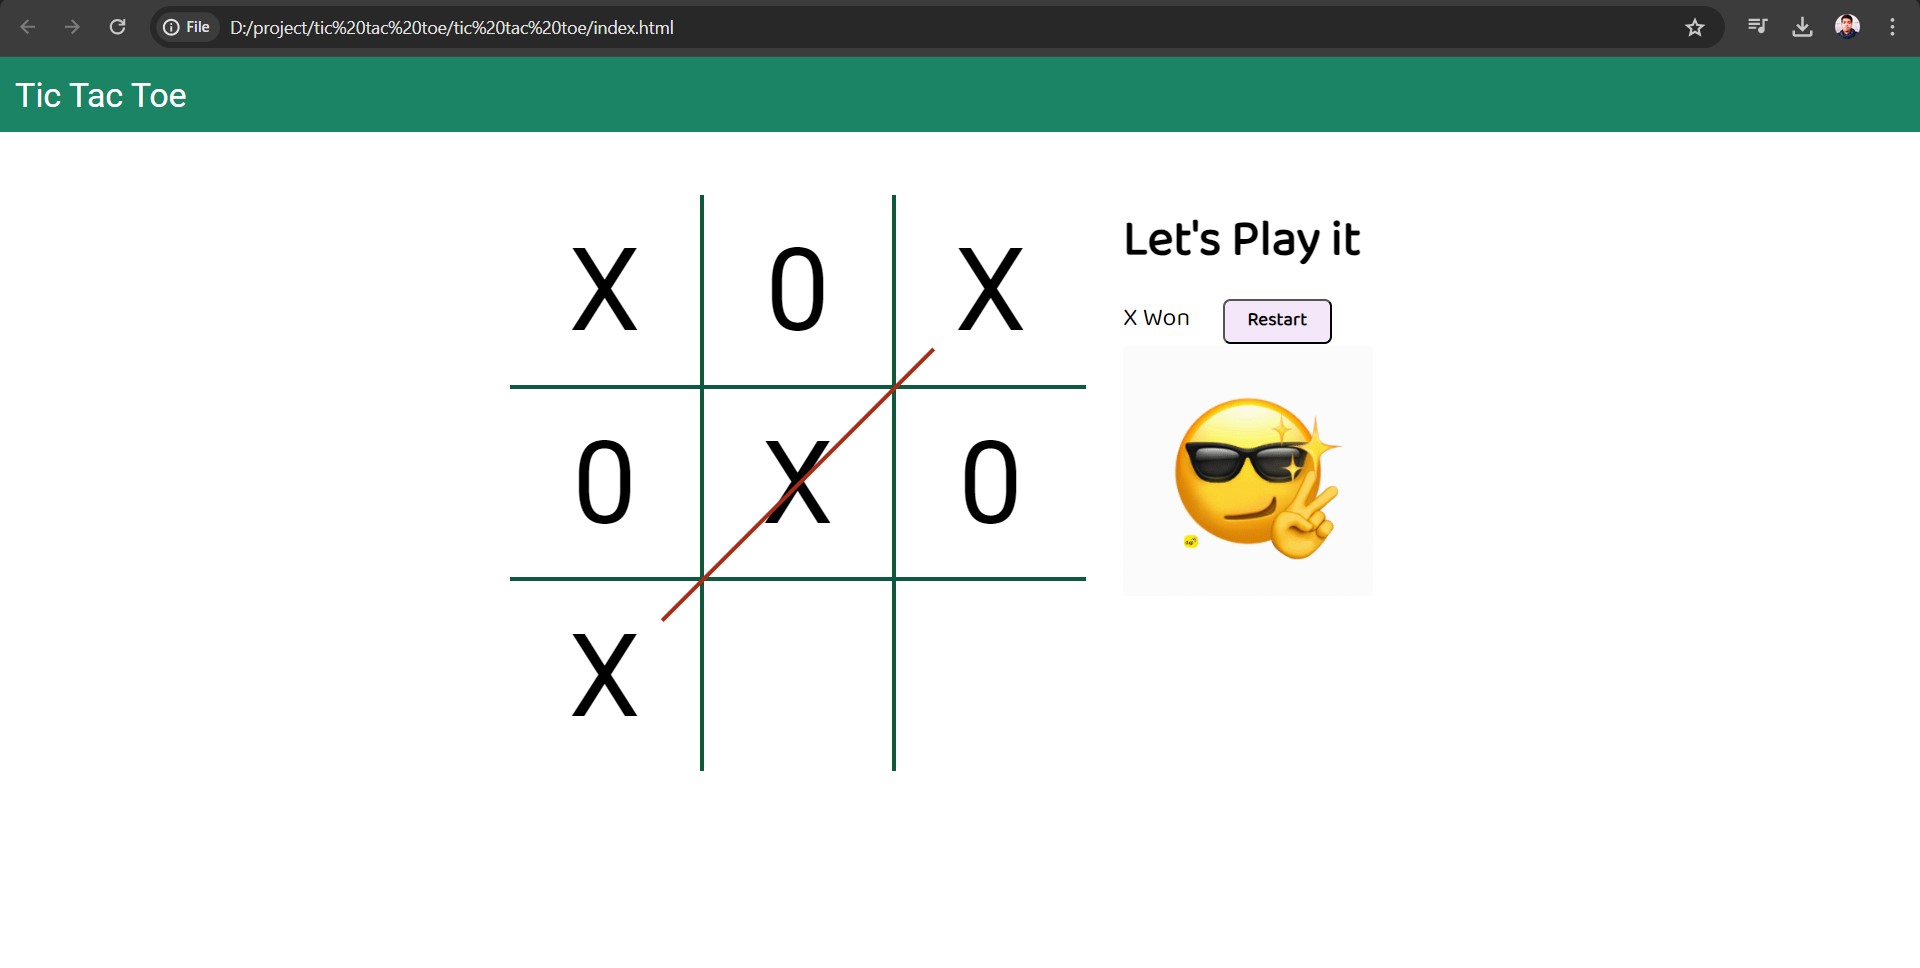 File D:/project/tic%20tac%20toe/tic%20tac%20toe/index.html
Tic Tac Toe
X 0 X
0 X 0
X
Let's Play it
X Won Restart